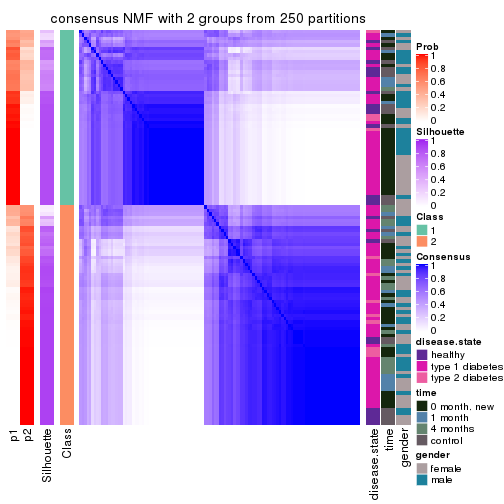 consensus NMF with 2 groups from 250 partitions
Prob
1
0.8
0.6
0.4
0.2
0
Silhouette
1
0.8
0.6
0.4
0.2
0
Class
1
2
Consensus
1
0.8
0.6
0.4
0.2
0
disease.state
healthy
type 1 diabetes
type 2 diabetes
time
0 month, new
1 month
4 months
control
gender
female
male
p1
p2
Silhouette
Class
disease.state
time
gender